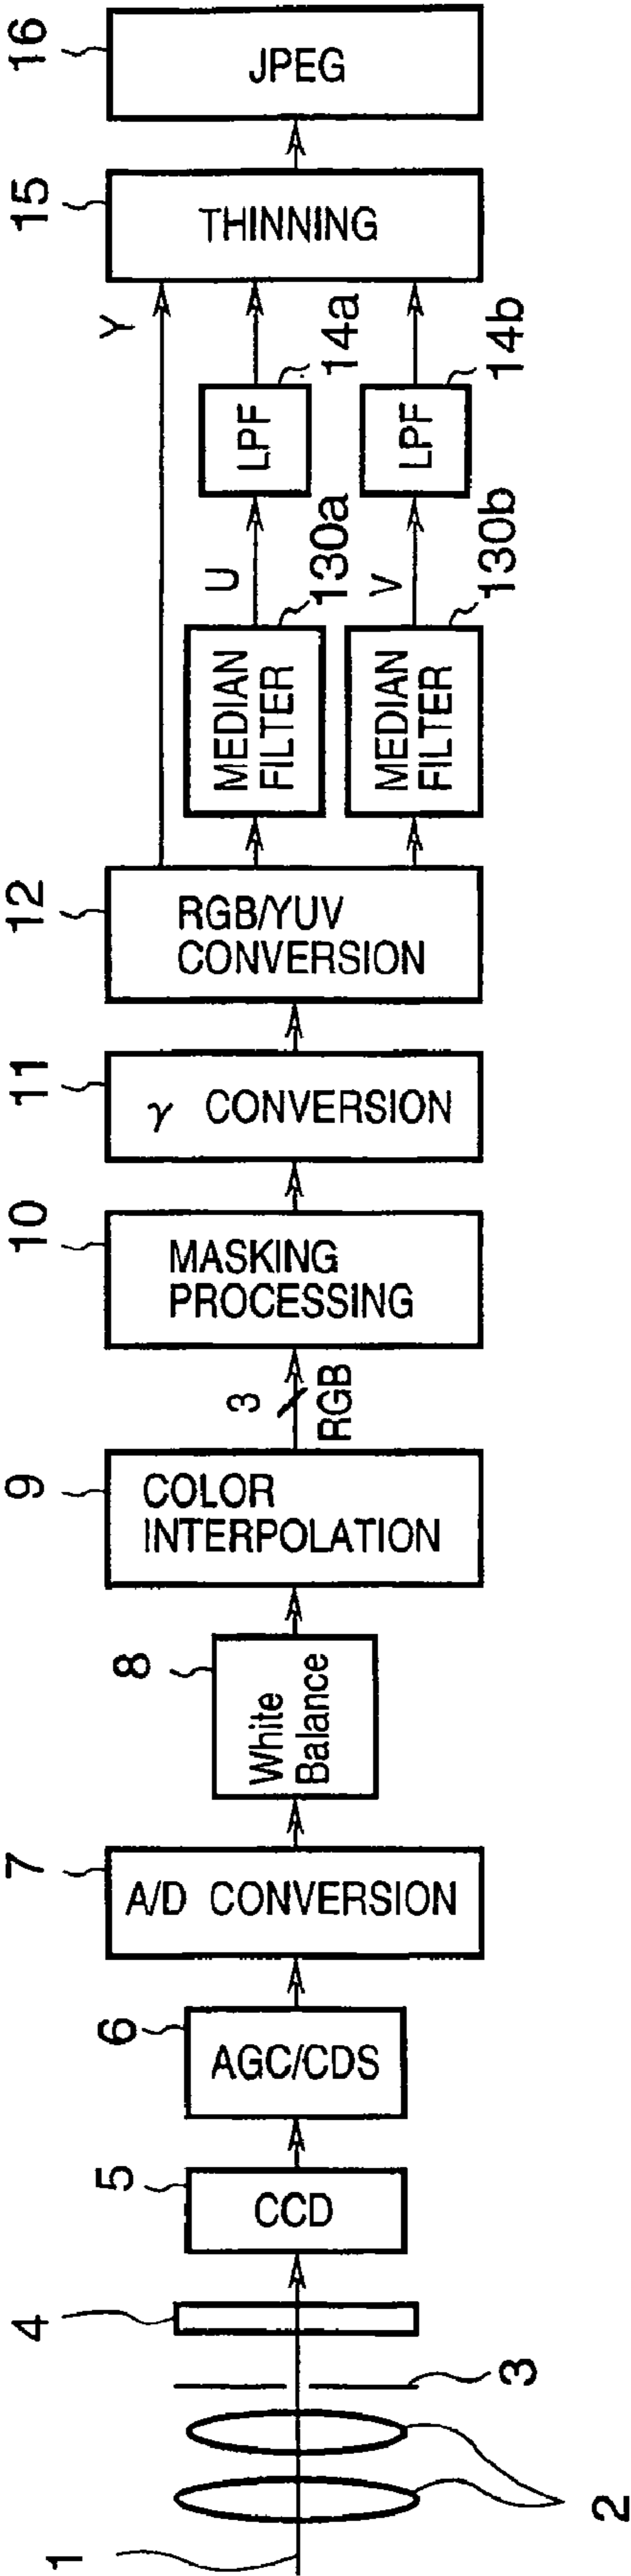 1
2
3
4
5
CCD
6
AGC/CDS
7
A/D CONVERSION
8
White
Balance
9
COLOR
INTERPOLATION
3
RGB
10
MASKING
PROCESSING
11
γ CONVERSION
12
RGB/YUV
CONVERSION
Y
MEDIAN
FILTER
130a
U
LPF
14a
MEDIAN
FILTER
130b
V
LPF
14b
15
THINNING
16
JPEG